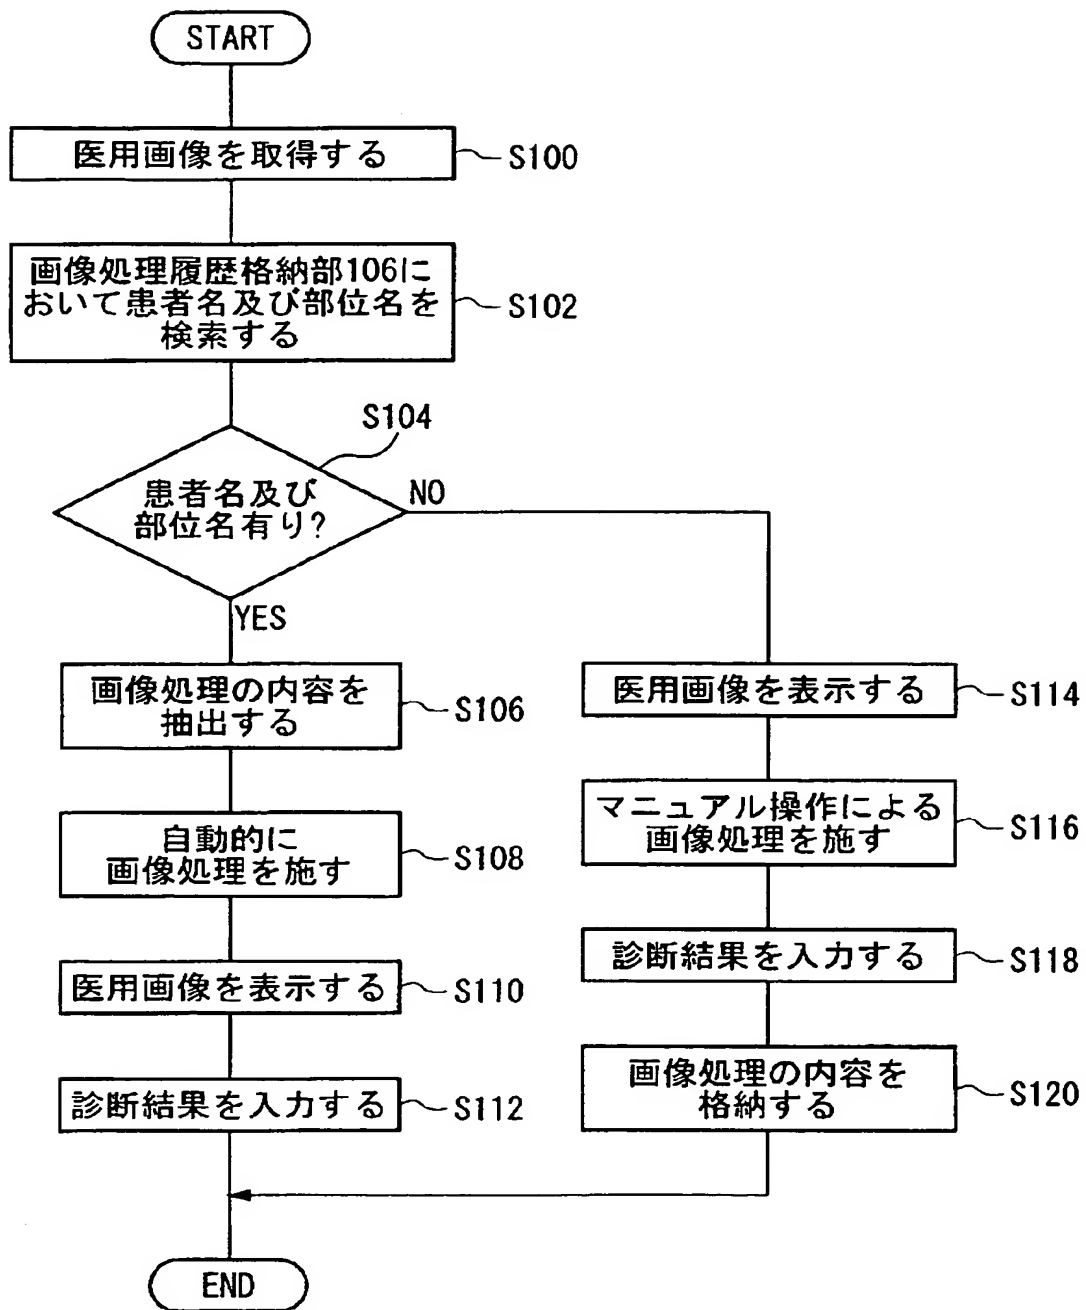 START
医用画像を取得する
S100
画像処理履歴格納部106に
おいて患者名及び部位名を
検索する
S102
S104
患者名及び
部位名有り?
NO
YES
画像処理の内容を
抽出する
S106
自動的に
画像処理を施す
S108
医用画像を表示する
S110
診断結果を入力する
S112
医用画像を表示する
S114
マニュアル操作による
画像処理を施す
S116
診断結果を入力する
S118
画像処理の内容を
格納する
S120
END